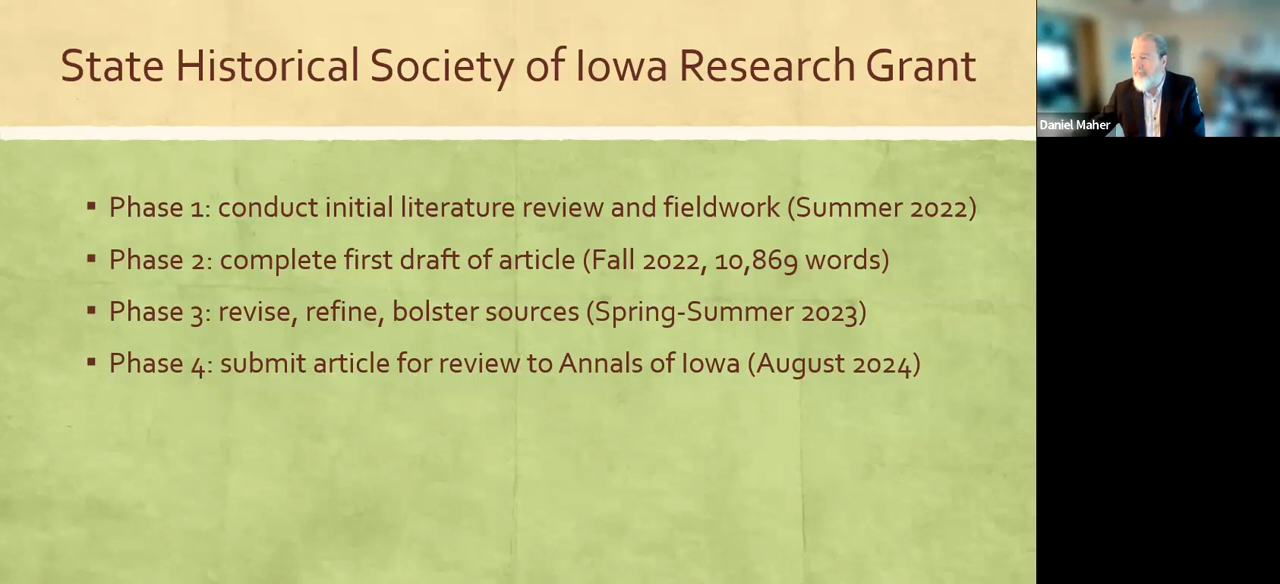 State Historical Society of Iowa Research Grant
▪ Phase 1: conduct initial literature review and fieldwork (Summer 2022)
▪ Phase 2: complete first draft of article (Fall 2022, 10,869 words)
▪ Phase 3: revise, refine, bolster sources (Spring-Summer 2023)
▪ Phase 4: submit article for review to Annals of Iowa (August 2024)
Daniel Maher